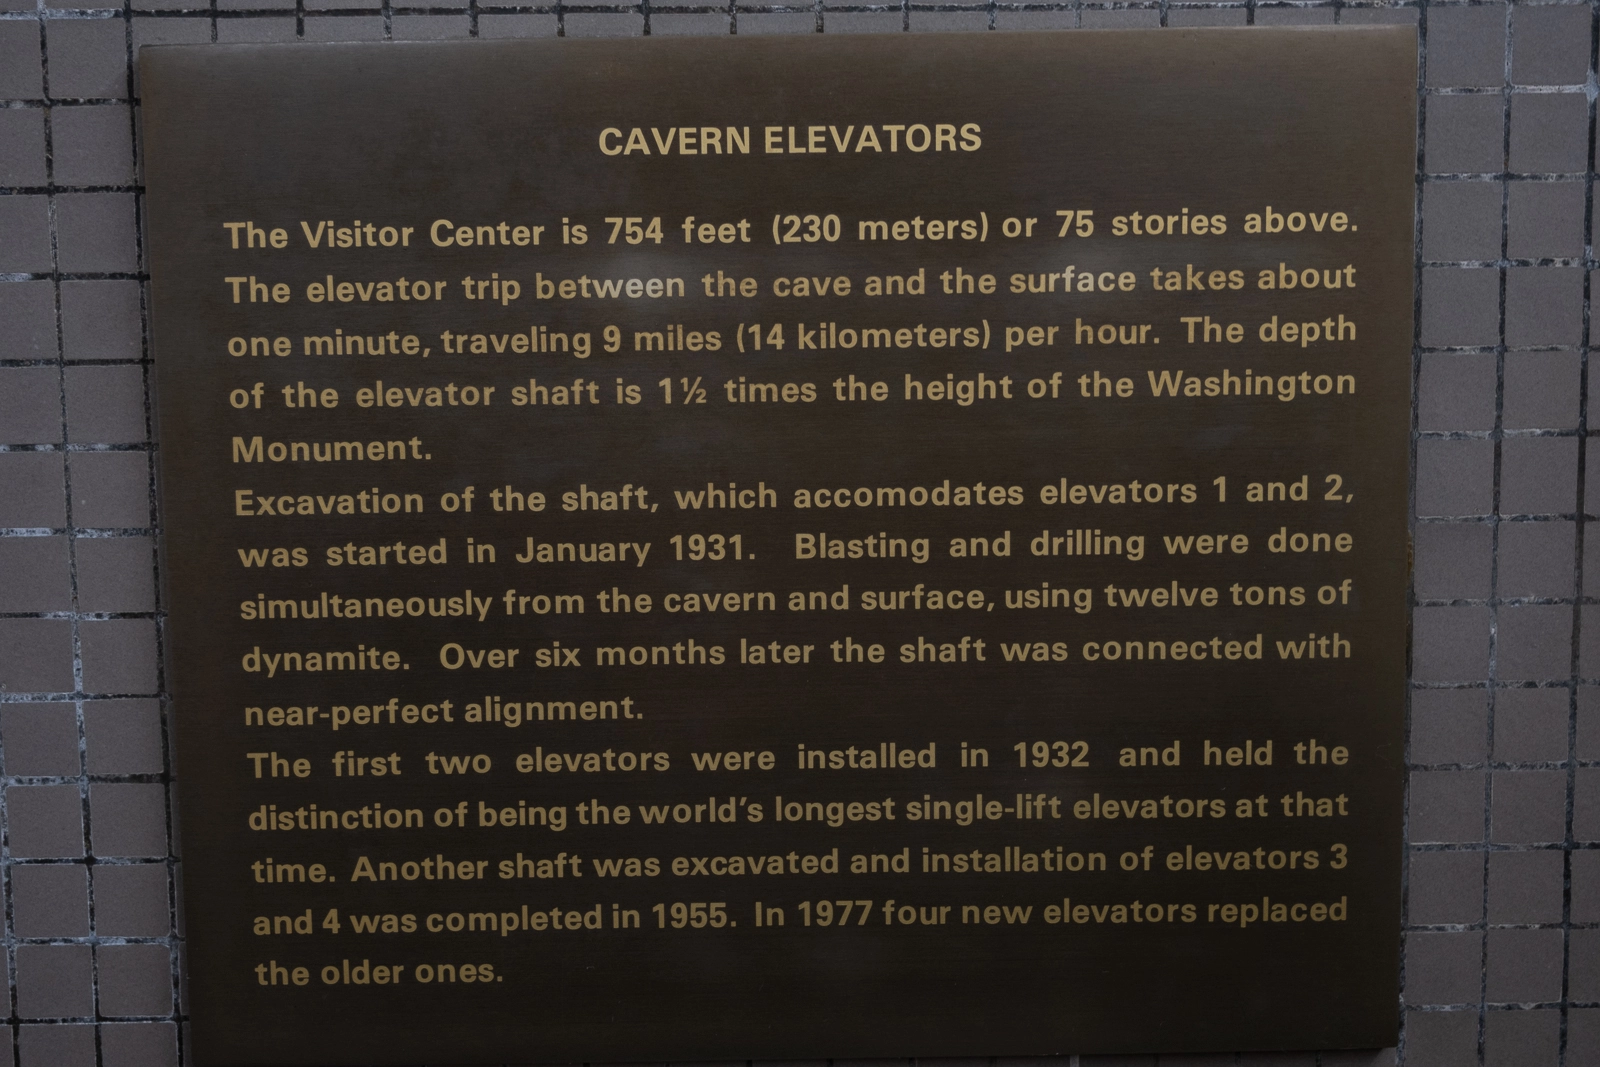 CAVERN ELEVATORS
The Visitor Center is 754 feet (230 meters) or 75 stories above.
The elevator trip between the cave and the surface takes about
one minute, traveling 9 miles (14 kilometers) per hour. The depth
of the elevator shaft is 1½ times the height of the Washington
Monument.
Excavation of the shaft, which accomodates elevators 1 and 2,
was started in January 1931. Blasting and drilling were done
simultaneously from the cavern and surface, using twelve tons of
dynamite. Over six months later the shaft was connected with
near-perfect alignment.
The first two elevators were installed in 1932 and held the
distinction of being the world's longest single-lift elevators at that
time. Another shaft was excavated and installation of elevators 3
and 4 was completed in 1955. In 1977 four new elevators replaced
the older ones.